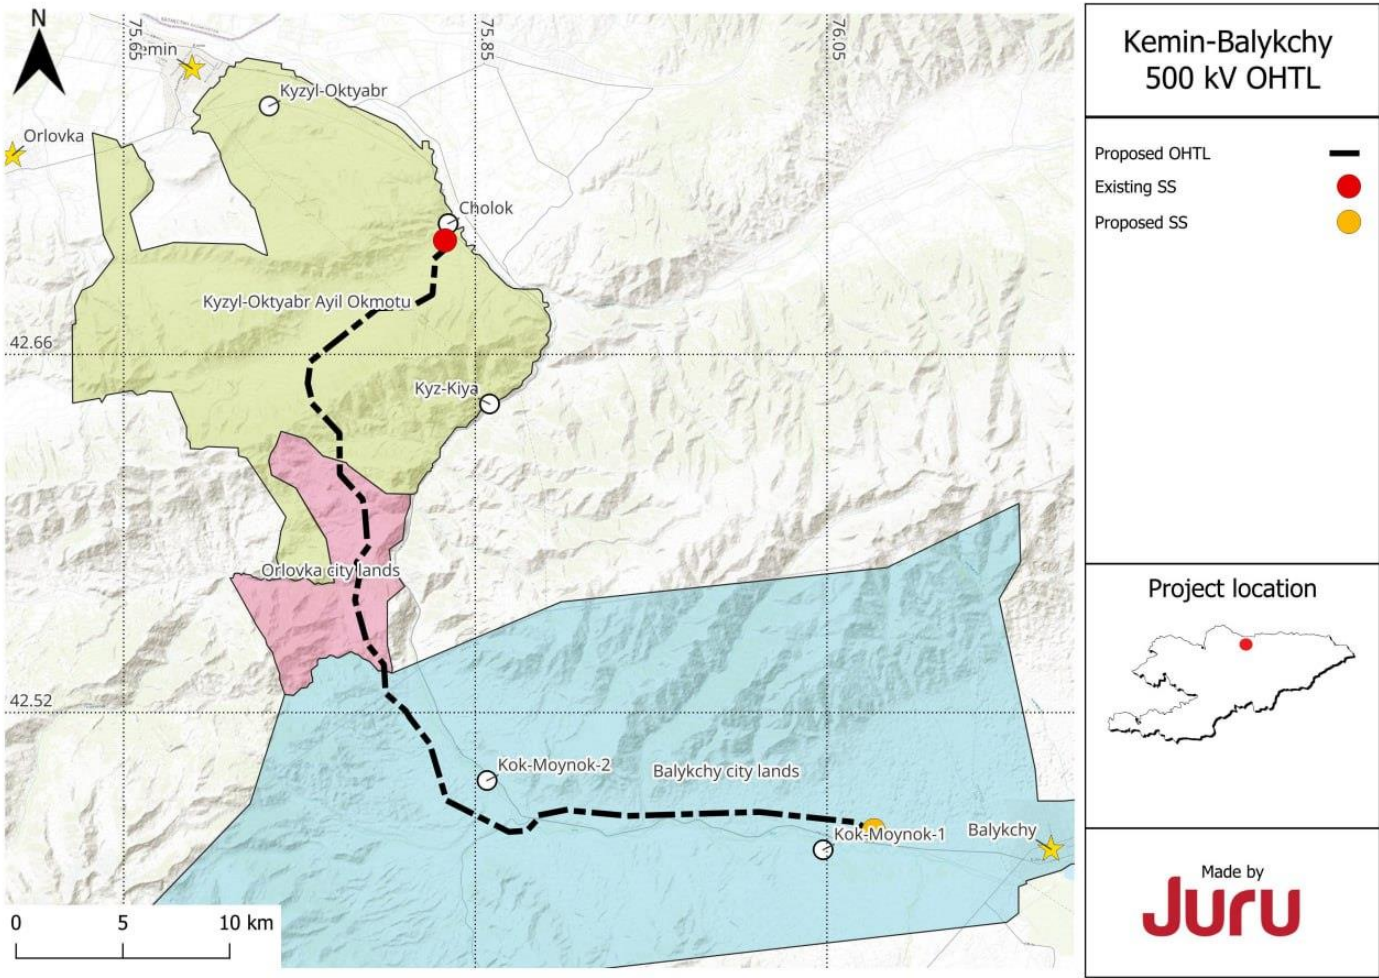 N
75.65
75.85
76.05
emin
Kyzyl-Oktyabr
Orlovka
Cholok
Kyzyl-Oktyabr Ayil Okmotu
42.66
Kyz-Kiya
Orlovka city lands
42.52
Kok-Moynok-2
Balykchy city lands
Kok-Moynok-1
Balykchy
0 5 10 km
Kemin-Balykchy
500 kV OHTL
Proposed OHTL
Existing SS
Proposed SS
Project location
Made by
Juru